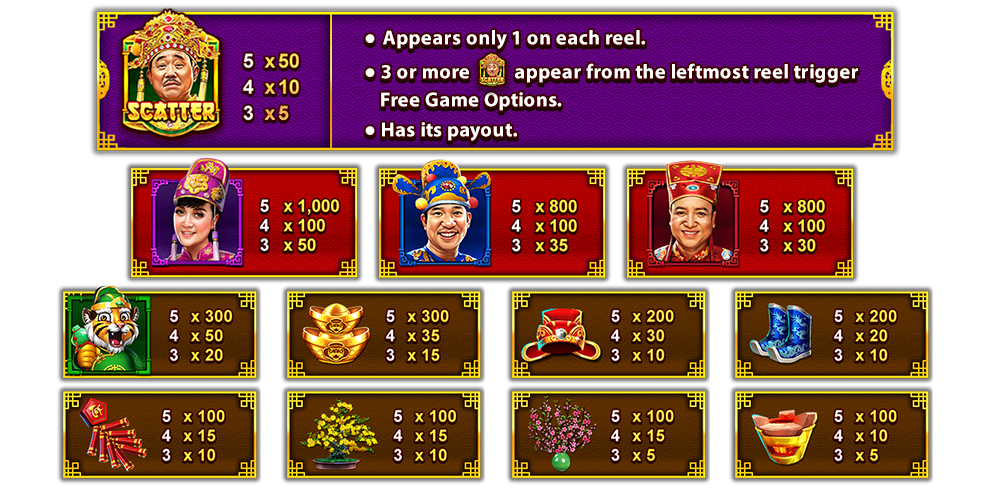 SCATTER
5 x 50
4 x 10
3 x 5
● Appears only 1 on each reel.
● 3 or more SCATTER appear from the leftmost reel trigger
Free Game Options.
● Has its payout.
5 x 1,000
4 x 100
3 x 50
5 x 800
4 x 100
3 x 35
5 x 800
4 x 100
3 x 30
5 x 300
4 x 50
3 x 20
5 x 300
4 x 35
3 x 15
5 x 200
4 x 30
3 x 10
5 x 200
4 x 20
3 x 10
5 x 100
4 x 15
3 x 10
5 x 100
4 x 15
3 x 10
5 x 100
4 x 15
3 x 5
5 x 100
4 x 10
3 x 5